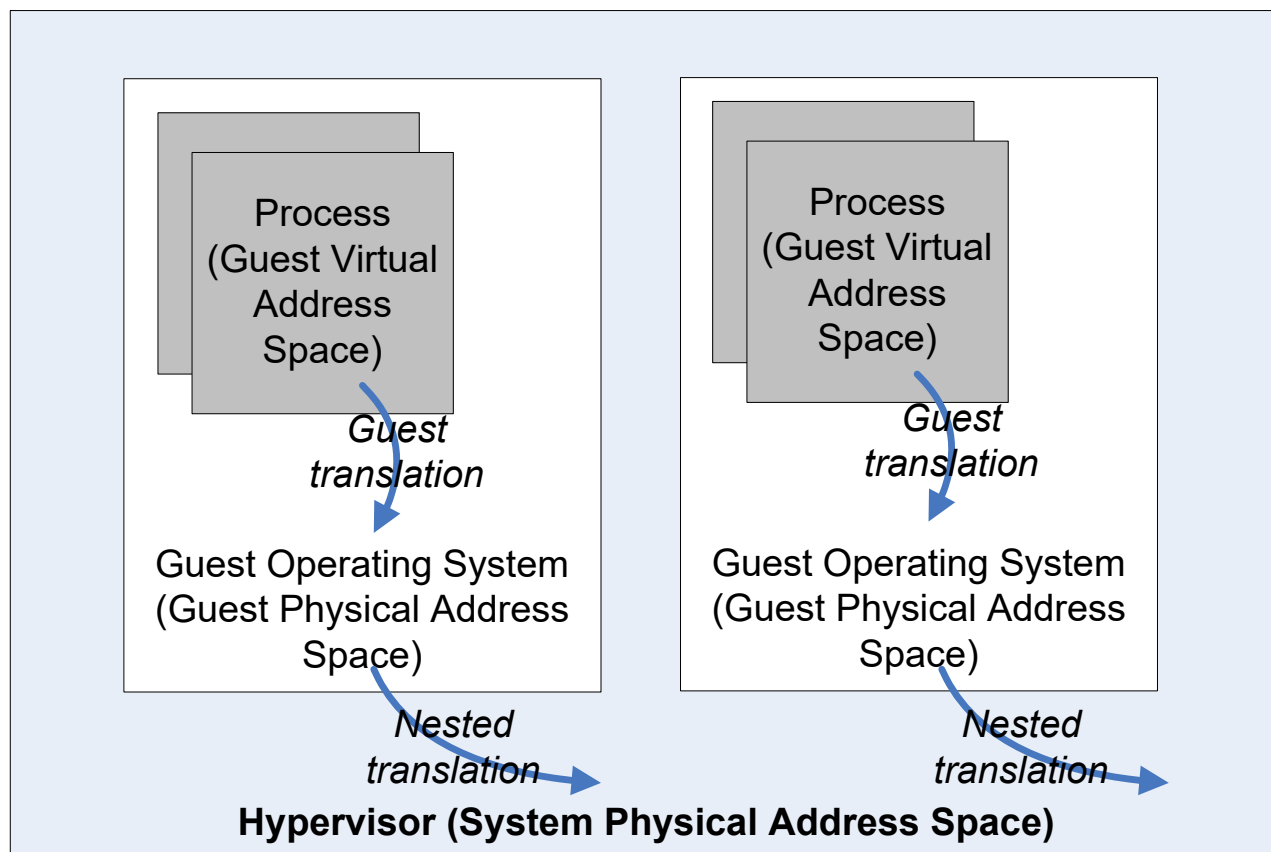 Process
(Guest Virtual
Address
Space)
Guest
translation
Guest Operating System
(Guest Physical Address
Space)
Nested
translation
Process
(Guest Virtual
Address
Space)
Guest
translation
Guest Operating System
(Guest Physical Address
Space)
Nested
translation
Hypervisor (System Physical Address Space)